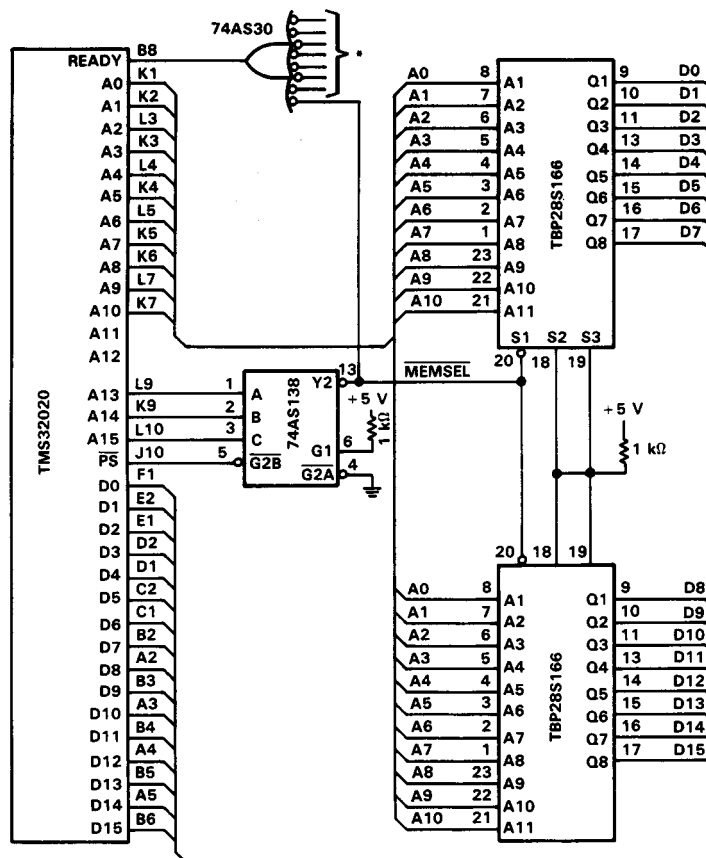 74AS30
*
TMS32020
READY B8
A0 K1
A1 K2
A2 L3
A3 K3
A4 L4
A5 K4
A6 L5
A7 K5
A8 K6
A9 L7
A10 K7
A11
A12
A13 L9
A14 K9
A15 L10
PS J10
D0 F1
D1 E2
D2 E1
D3 D2
D4 D1
D5 C2
D6 C1
D7 B2
D8 A2
D9 B3
D10 A3
D11 B4
D12 A4
D13 B5
D14 A5
D15 B6
74AS138
1 A
2 B
3 C
5 G2B
Y2 13
G1 6
G2A 4
+5 V
1 kΩ
MEMSEL
TBP28S166
A0 8 A1
A1 7 A2
A2 6 A3
A3 5 A4
A4 4 A5
A5 3 A6
A6 2 A7
A7 1 A8
A8 23 A9
A9 22 A10
A10 21 A11
Q1 9 D0
Q2 10 D1
Q3 11 D2
Q4 13 D3
Q5 14 D4
Q6 15 D5
Q7 16 D6
Q8 17 D7
S1 S2 S3
20 18 19
+5 V
1 kΩ
20 18 19
TBP28S166
A0 8 A1
A1 7 A2
A2 6 A3
A3 5 A4
A4 4 A5
A5 3 A6
A6 2 A7
A7 1 A8
A8 23 A9
A9 22 A10
A10 21 A11
Q1 9 D8
Q2 10 D9
Q3 11 D10
Q4 13 D11
Q5 14 D12
Q6 15 D13
Q7 16 D14
Q8 17 D15